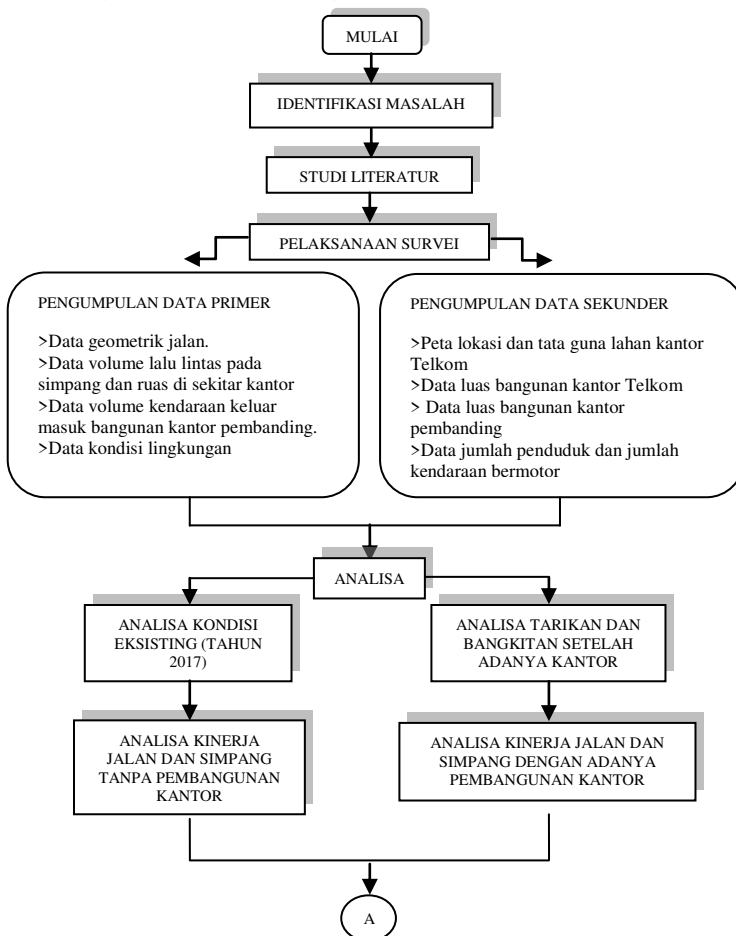 MULAI
IDENTIFIKASI MASALAH
STUDI LITERATUR
PELAKSANAAN SURVEI
PENGUMPULAN DATA PRIMER
>Data geometrik jalan.
>Data volume lalu lintas pada
simpang dan ruas di sekitar kantor
>Data volume kendaraan keluar
masuk bangunan kantor pembanding.
>Data kondisi lingkungan
PENGUMPULAN DATA SEKUNDER
>Peta lokasi dan tata guna lahan kantor
Telkom
>Data luas bangunan kantor Telkom
> Data luas bangunan kantor
pembanding
>Data jumlah penduduk dan jumlah
kendaraan bermotor
ANALISA
ANALISA KONDISI
EKSISTING (TAHUN
2017)
ANALISA TARIKAN DAN
BANGKITAN SETELAH
ADANYA KANTOR
ANALISA KINERJA
JALAN DAN SIMPANG
TANPA PEMBANGUNAN
KANTOR
ANALISA KINERJA JALAN DAN
SIMPANG DENGAN ADANYA
PEMBANGUNAN KANTOR
A